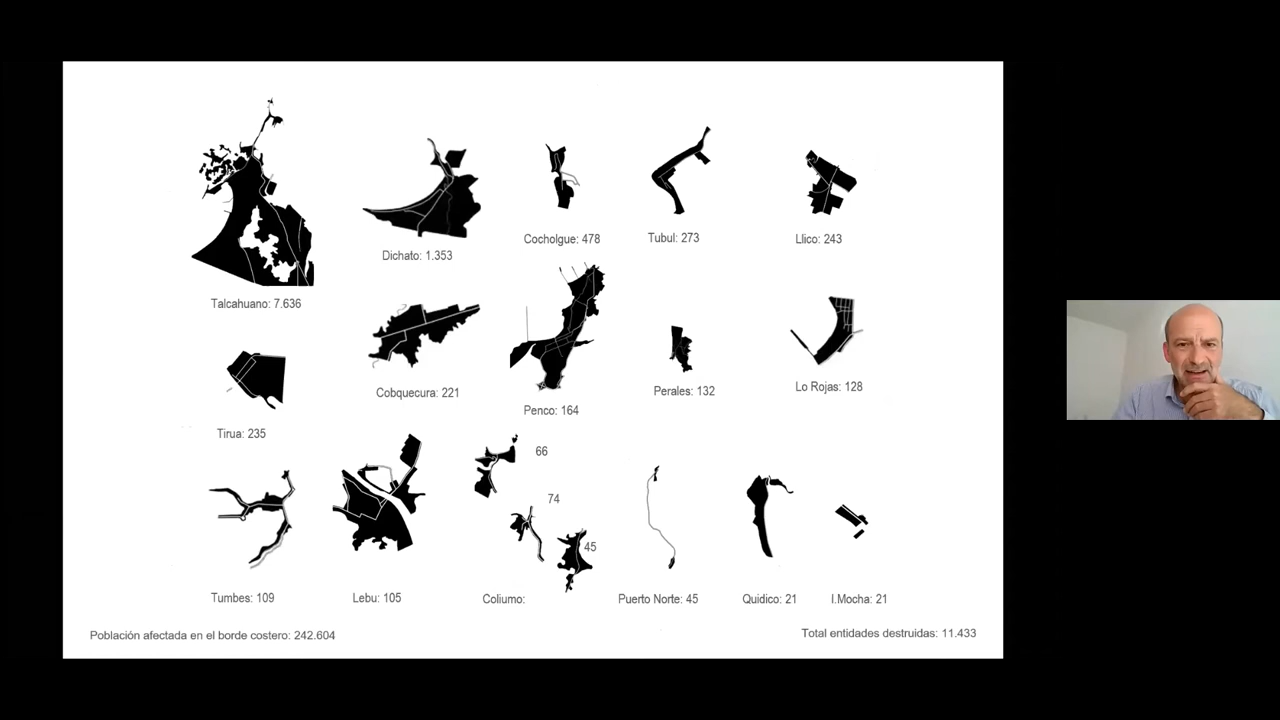 Cocholgue: 478
Tubul: 273
Llico: 243
Dichato: 1.353
Talcahuano: 7.636
Cobquecura: 221
Penco: 164
Perales: 132
Lo Rojas: 128
Tirua: 235
66
74
45
Tumbes: 109
Lebu: 105
Coliumo:
Puerto Norte: 45
Quidico: 21
I.Mocha: 21
Población afectada en el borde costero: 242.604
Total entidades destruidas: 11.433